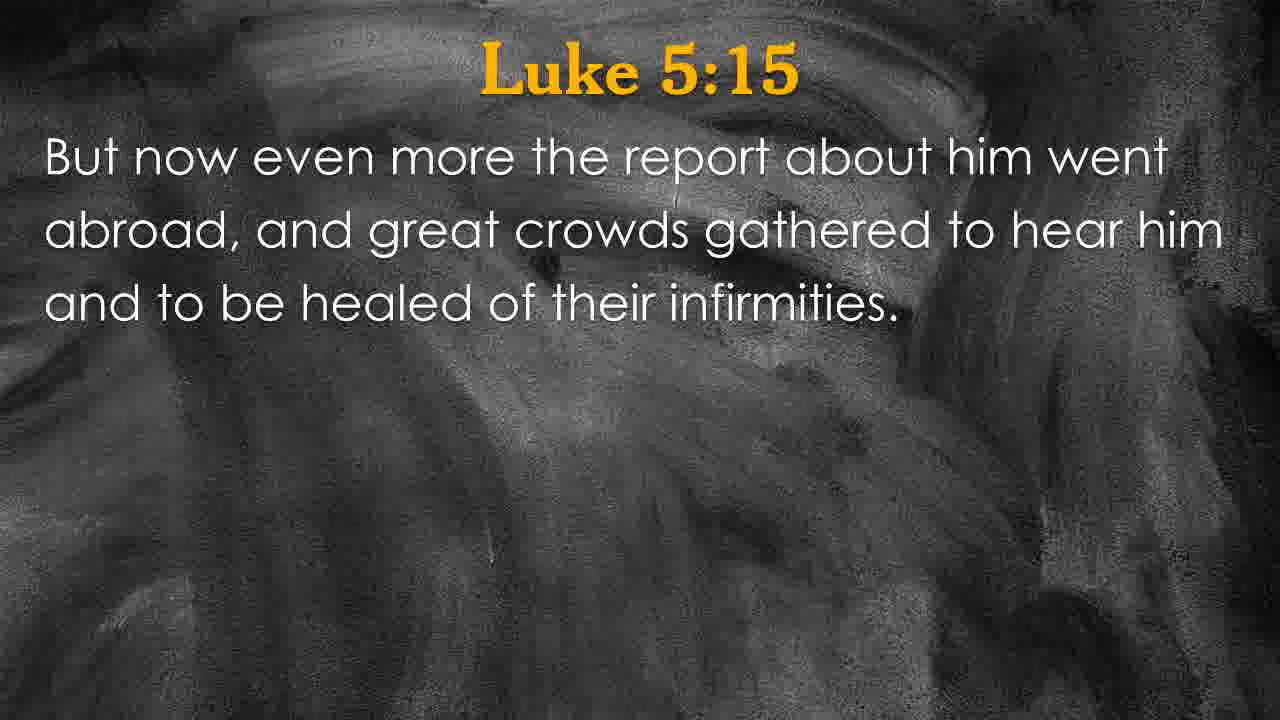 Luke 5:15
But now even more the report about him went
abroad, and great crowds gathered to hear him
and to be healed of their infirmities.